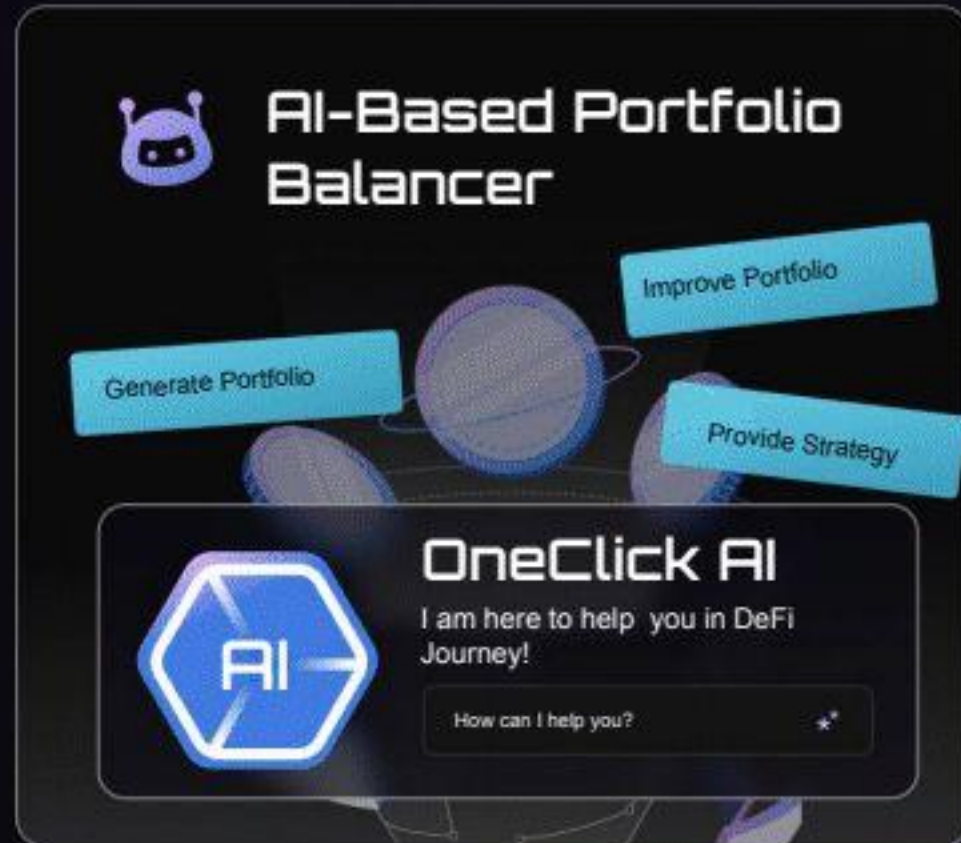 AI-Based Portfolio
Balancer
Improve Portfolio
Generate Portfolio
Provide Strategy
OneClick AI
I am here to help  you in DeFi
Journey!
AI
How can I help you?